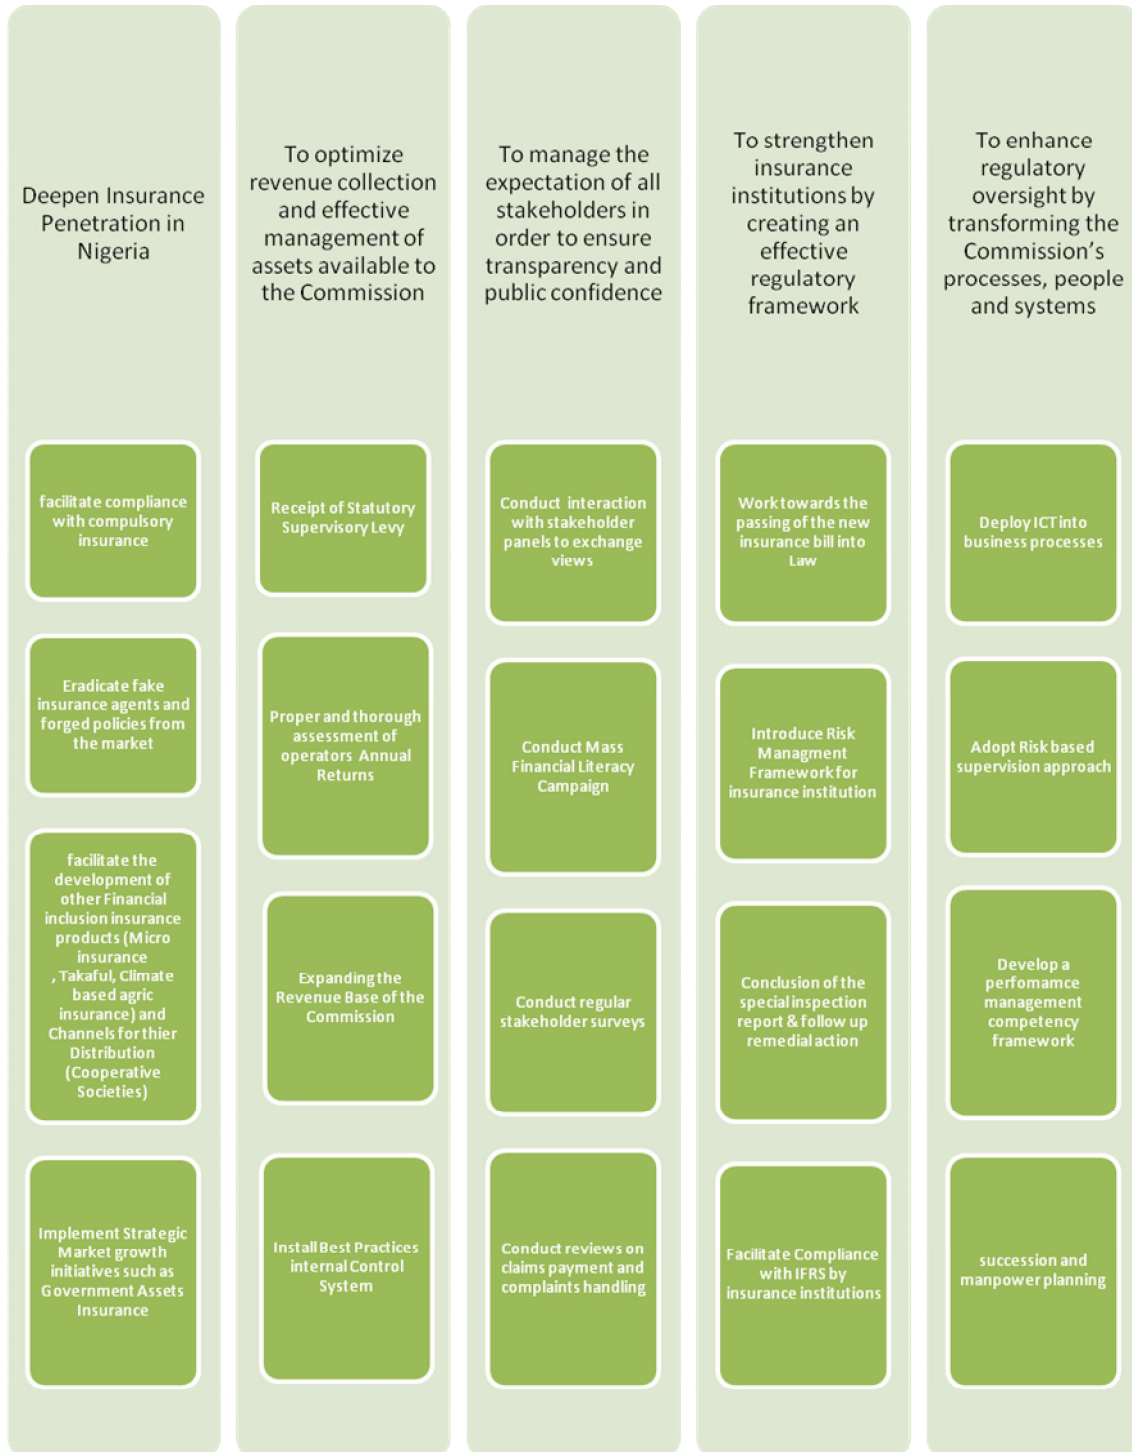 Deepen Insurance
Penetration in
Nigeria
facilitate compliance
with compulsory
insurance
Eradicate fake
insurance agents and
forged policies from
the market
facilitate the
development of
other Financial
inclusion insurance
products (Micro
insurance
, Takaful, Climate
based agric
insurance) and
Channels for thier
Distribution
(Cooperative
Societies)
Implement Strategic
Market growth
initiatives such as
Government Assets
Insurance
To optimize
revenue collection
and effective
management of
assets available to
the Commission
Receipt of Statutory
Supervisory Levy
Proper and thorough
assessment of
operators Annual
Returns
Expanding the
Revenue Base of the
Commission
Install Best Practices
internal Control
System
To manage the
expectation of all
stakeholders in
order to ensure
transparency and
public confidence
Conduct interaction
with stakeholder
panels to exchange
views
Conduct Mass
Financial Literacy
Campaign
Conduct regular
stakeholder surveys
Conduct reviews on
claims payment and
complaints handling
To strengthen
insurance
institutions by
creating an
effective
regulatory
framework
Work towards the
passing of the new
insurance bill into
Law
Introduce Risk
Managment
Framework for
insurance institution
Conclusion of the
special inspection
report & follow up
remedial action
Facilitate Compliance
with IFRS by
insurance institutions
To enhance
regulatory
oversight by
transforming the
Commission's
processes, people
and systems
Deploy ICT into
business processes
Adopt Risk based
supervision approach
Develop a
perfomamce
management
competency
framework
succession and
manpower planning